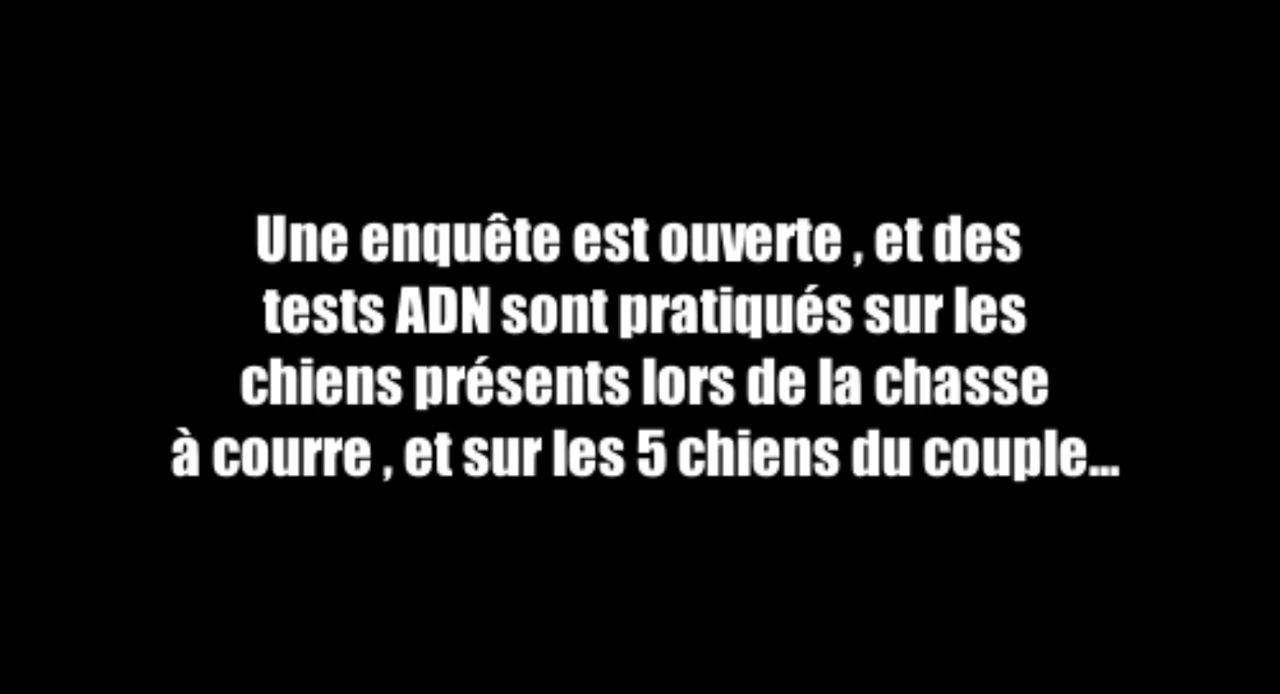 Une enquête est ouverte , et des
tests ADN sont pratiqués sur les
chiens présents lors de la chasse
à courre , et sur les 5 chiens du couple...